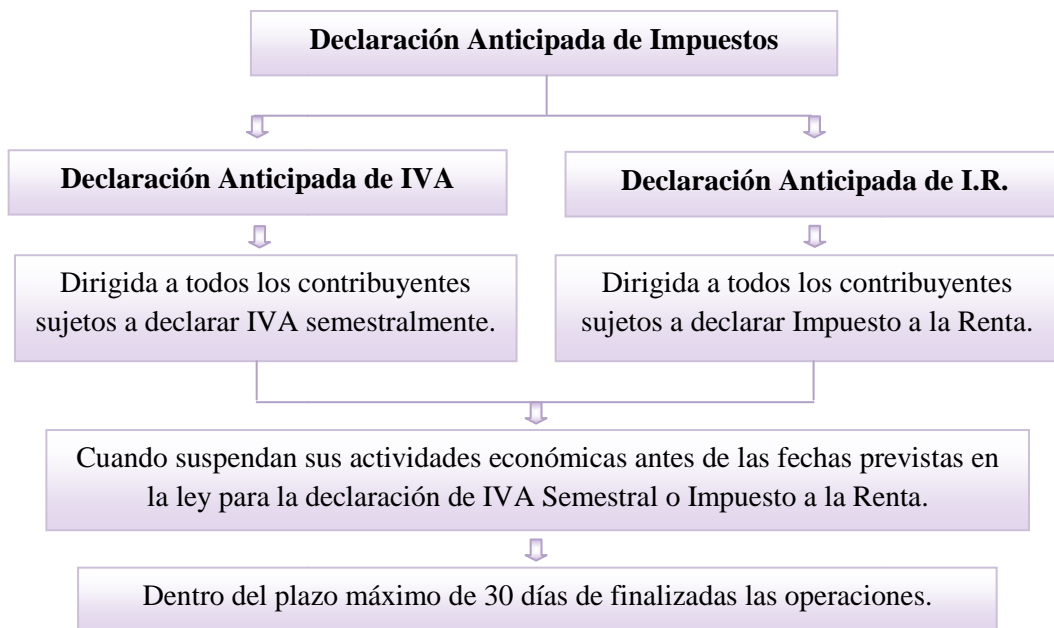 Declaración Anticipada de Impuestos
Declaración Anticipada de IVA
Declaración Anticipada de I.R.
Dirigida a todos los contribuyentes
sujetos a declarar IVA semestralmente.
Dirigida a todos los contribuyentes
sujetos a declarar Impuesto a la Renta.
Cuando suspendan sus actividades económicas antes de las fechas previstas en
la ley para la declaración de IVA Semestral o Impuesto a la Renta.
Dentro del plazo máximo de 30 días de finalizadas las operaciones.